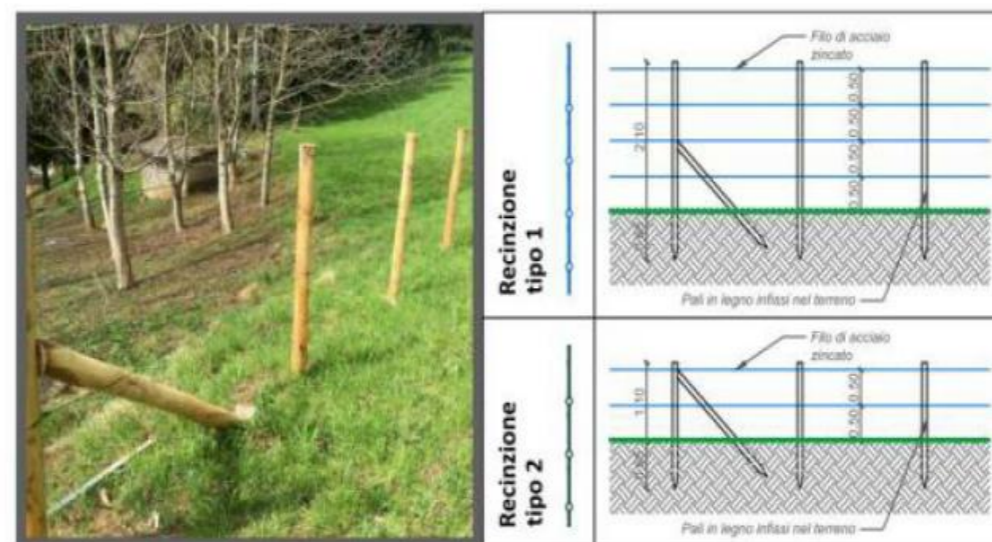 Recinzione
tipo 1
Filo di acciaio
zincato
2.10
0.50
0.50
0.50
0.50
Pali in legno infissi nel terreno
Recinzione
tipo 2
Filo di acciaio
zincato
1.10
0.50
0.50
Pali in legno infissi nel terreno